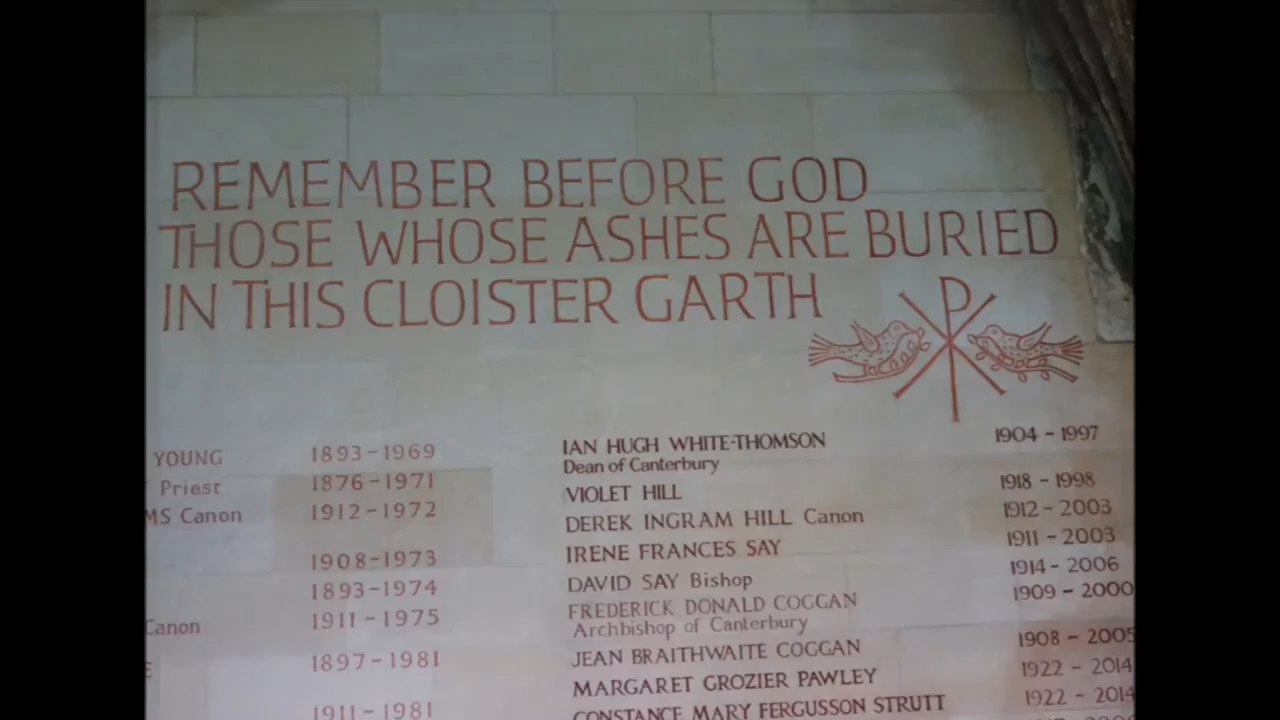 REMEMBER BEFORE GOD
THOSE WHOSE ASHES ARE BURIED
IN THIS CLOISTER GARTH
YOUNG 1893-1969
Priest 1876-1971
MS Canon 1912-1972
1908-1973
1893-1974
Canon 1911-1975
E 1897-1981
1911-1981
IAN HUGH WHITE-THOMSON 1904 - 1997
Dean of Canterbury
VIOLET HILL 1918 - 1998
DEREK INGRAM HILL Canon 1912 - 2003
IRENE FRANCES SAY 1911 - 2003
DAVID SAY Bishop 1914 - 2006
FREDERICK DONALD COGGAN 1909 - 2000
Archbishop of Canterbury
JEAN BRAITHWAITE COGGAN 1908 - 2005
MARGARET GROZIER PAWLEY 1922 - 2014
CONSTANCE MARY FERGUSSON STRUTT 1922 - 2014